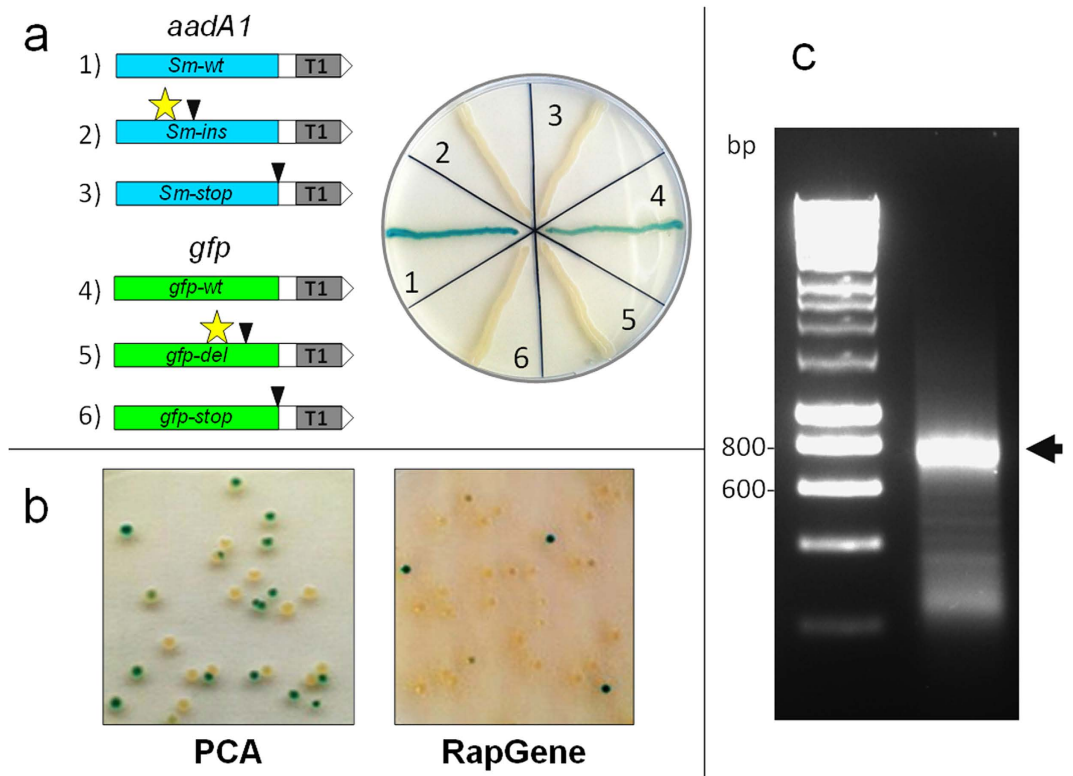 a
aadA1
1) Sm-wt T1
2) Sm-ins
3) Sm-stop T1
gfp
4) gfp-wt T1
5) gfp-del T1
6) gfp-stop T1
1
2
3
4
5
6
b
PCA
RapGene
c
bp
800-
600-